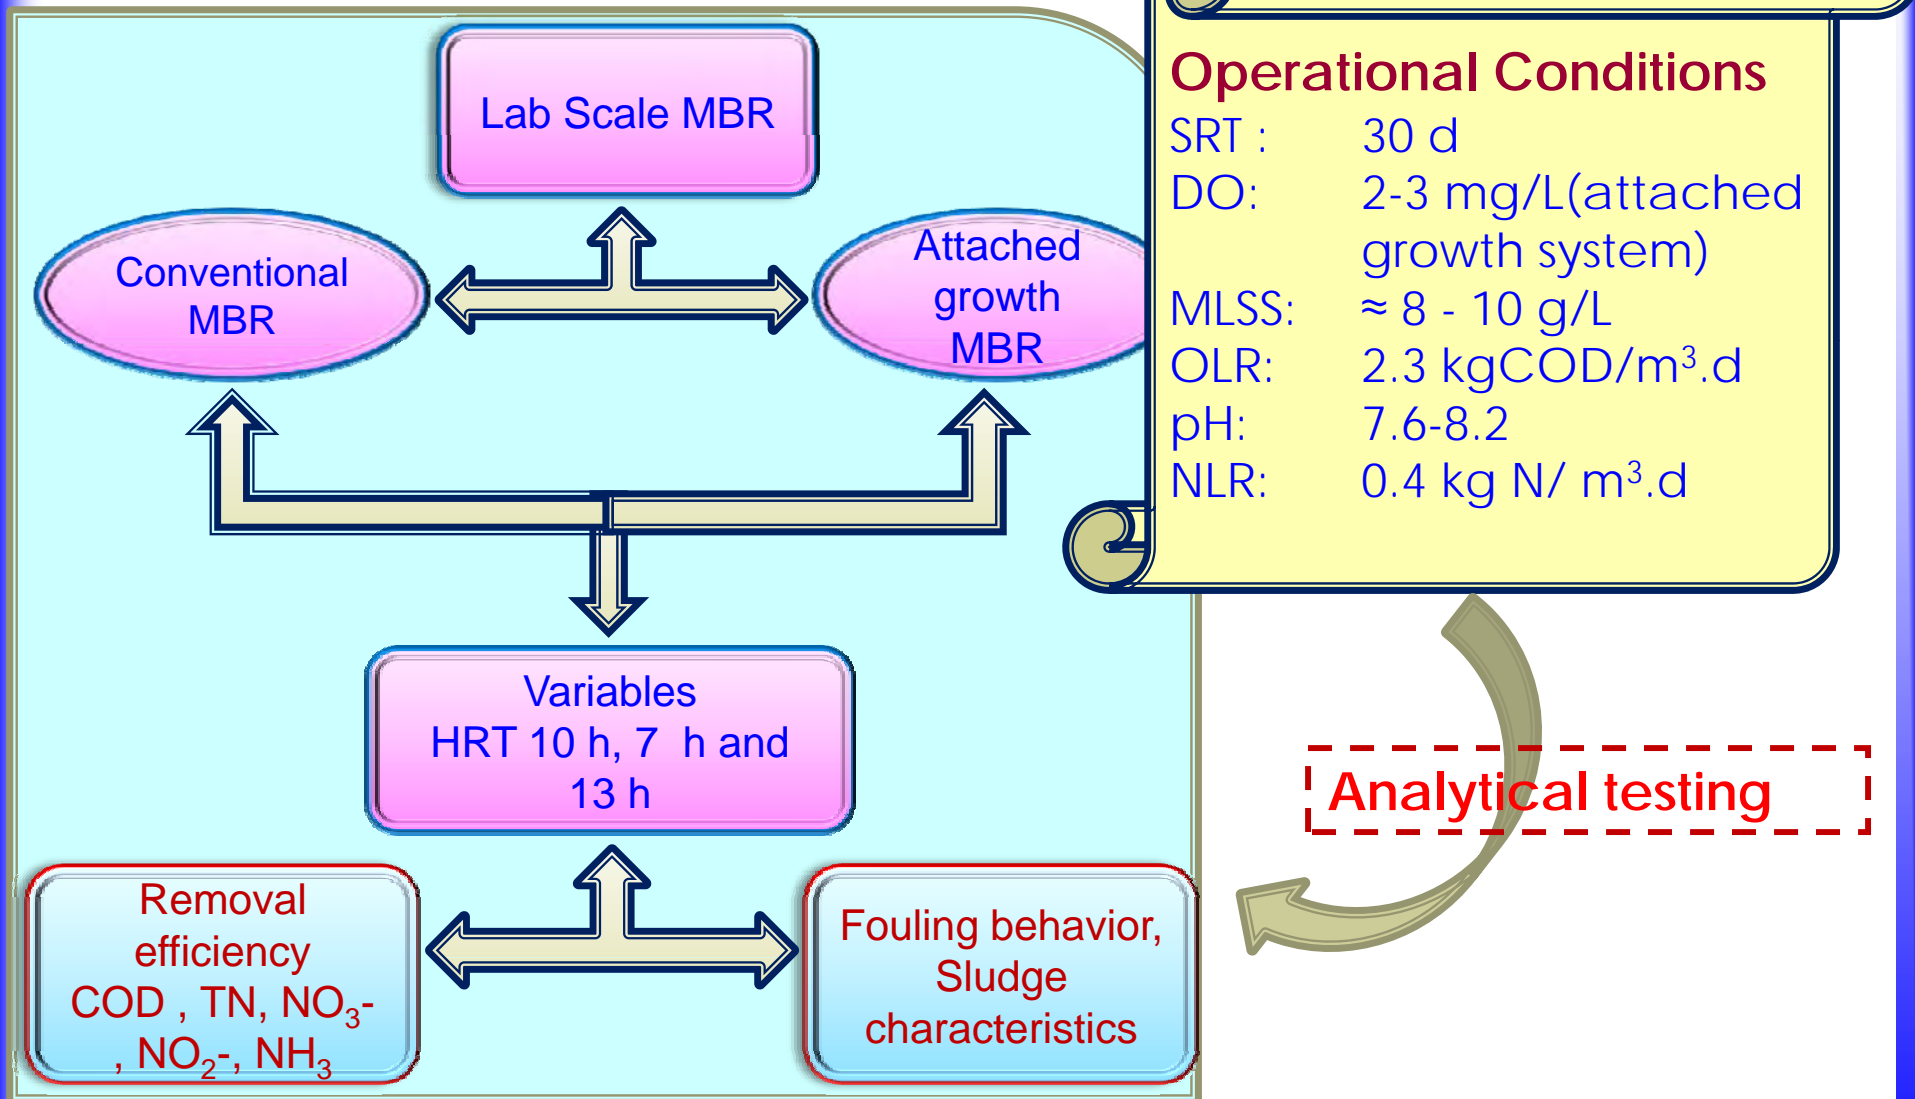 Lab Scale MBR
Conventional
MBR
Attached
growth
MBR
Operational Conditions
SRT : 30 d
DO: 2-3 mg/L(attached
growth system)
MLSS: ≈ 8 - 10 g/L
OLR: 2.3 kgCOD/m³.d
pH: 7.6-8.2
NLR: 0.4 kg N/ m³.d
Variables
HRT 10 h, 7 h and
13 h
Analytical testing
Removal
efficiency
COD , TN, NO₃-
, NO₂-, NH₃
Fouling behavior,
Sludge
characteristics